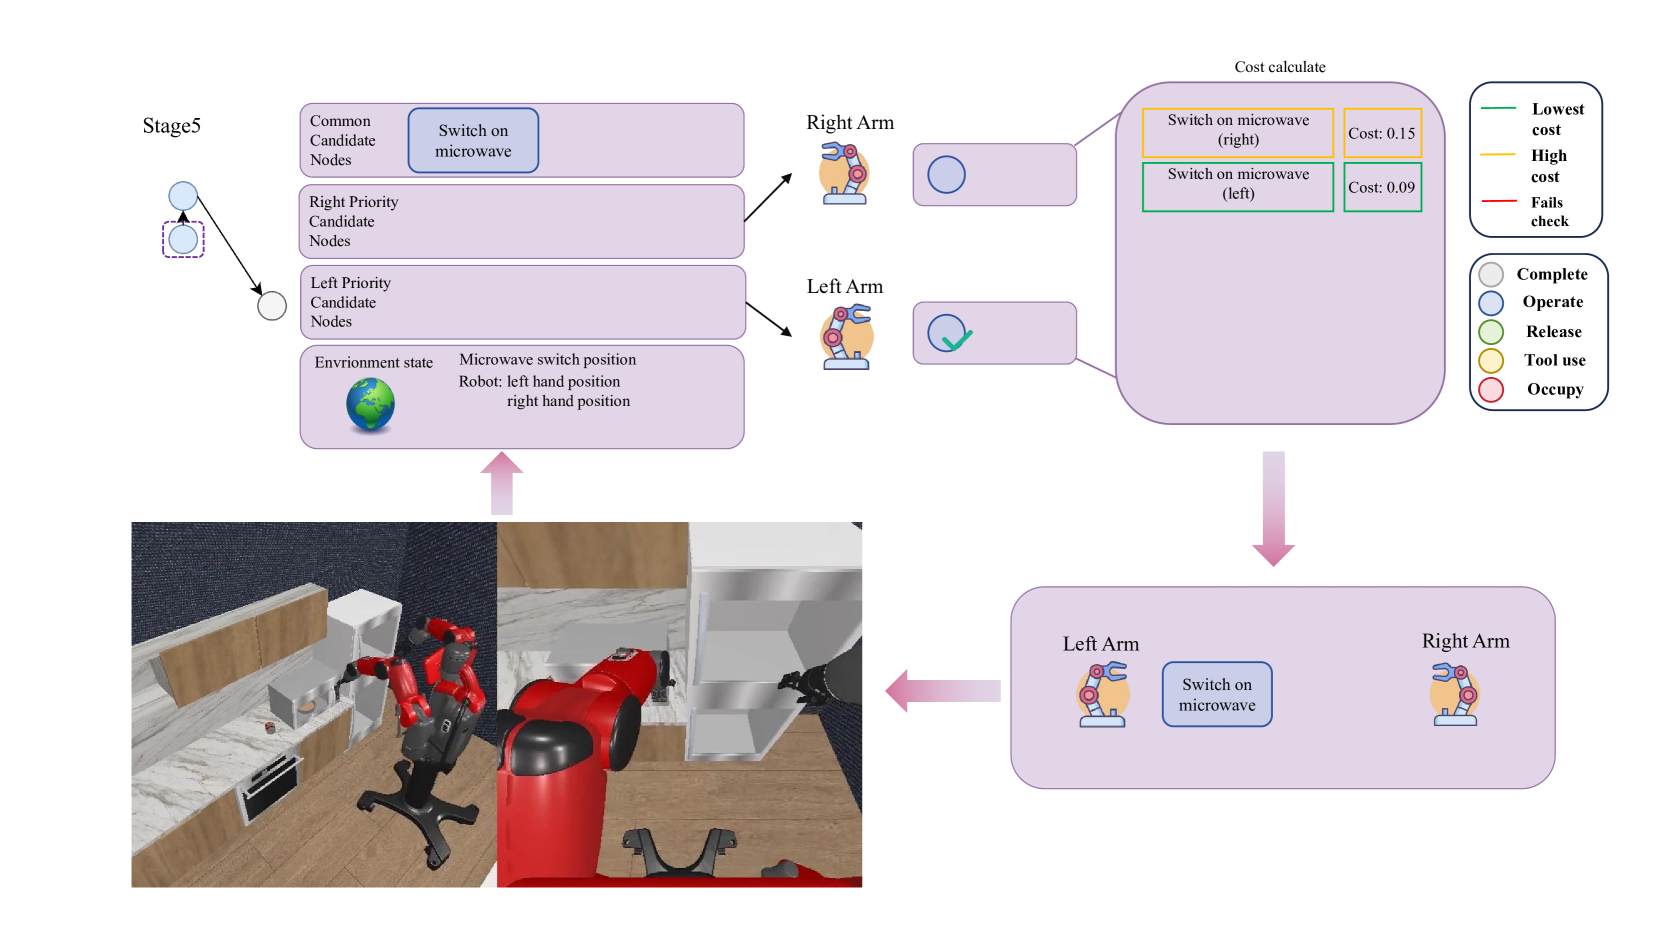 Stage5
Common
Candidate
Nodes
Switch on
microwave
Right Priority
Candidate
Nodes
Left Priority
Candidate
Nodes
Envrionment state
Microwave switch position
Robot: left hand position
right hand position
Right Arm
Left Arm
Cost calculate
Switch on microwave
(right)
Cost: 0.15
Switch on microwave
(left)
Cost: 0.09
Lowest
cost
High
cost
Fails
check
Complete
Operate
Release
Tool use
Occupy
Left Arm
Switch on
microwave
Right Arm